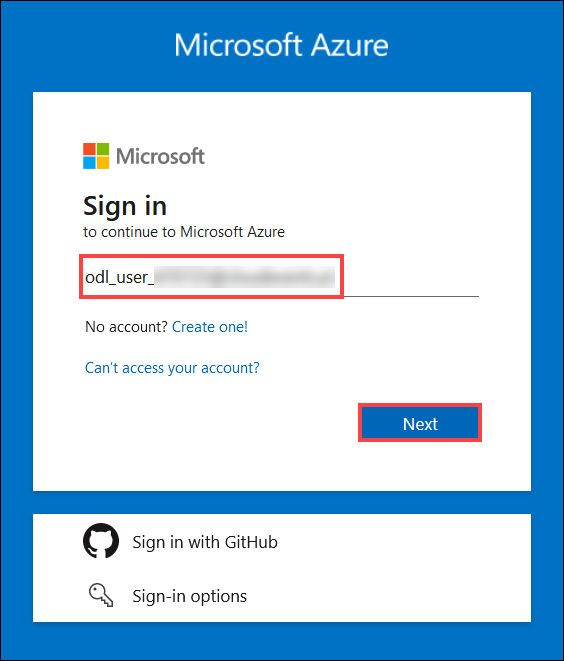 Microsoft Azure
Microsoft
Sign in
to continue to Microsoft Azure
odl_user_
No account? Create one!
Can't access your account?
Next
Sign in with GitHub
Sign-in options